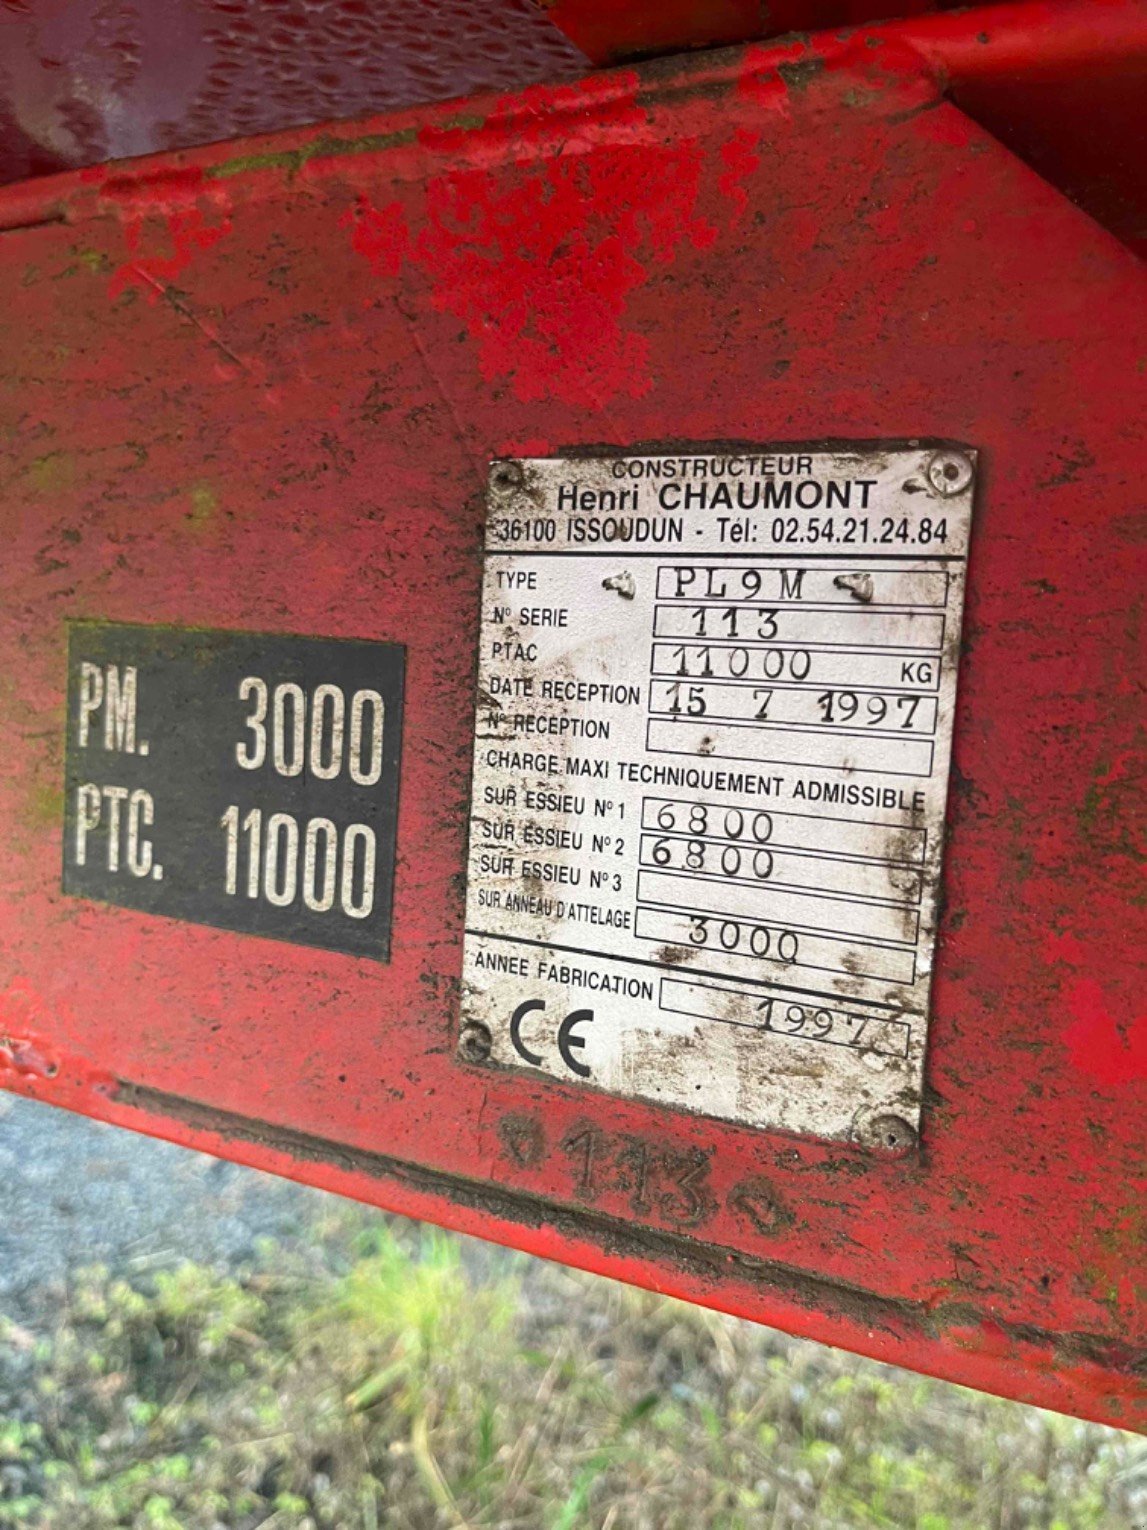 CONSTRUCTEUR
Henri CHAUMONT
36100 ISSOUDUN - Tél: 02.54.21.24.84
TYPE PL9M
N° SERIE 113
PTAC 11000 KG
DATE RECEPTION 15 7 1997
N° RECEPTION
CHARGE MAXI TECHNIQUEMENT ADMISSIBLE
SUR ESSIEU N° 1 6800
SUR ESSIEU N° 2 6800
SUR ESSIEU N° 3
SUR ANNEAU D'ATTELAGE 3000
ANNEE FABRICATION 1997
CE
PM. 3000
PTC. 11000
113